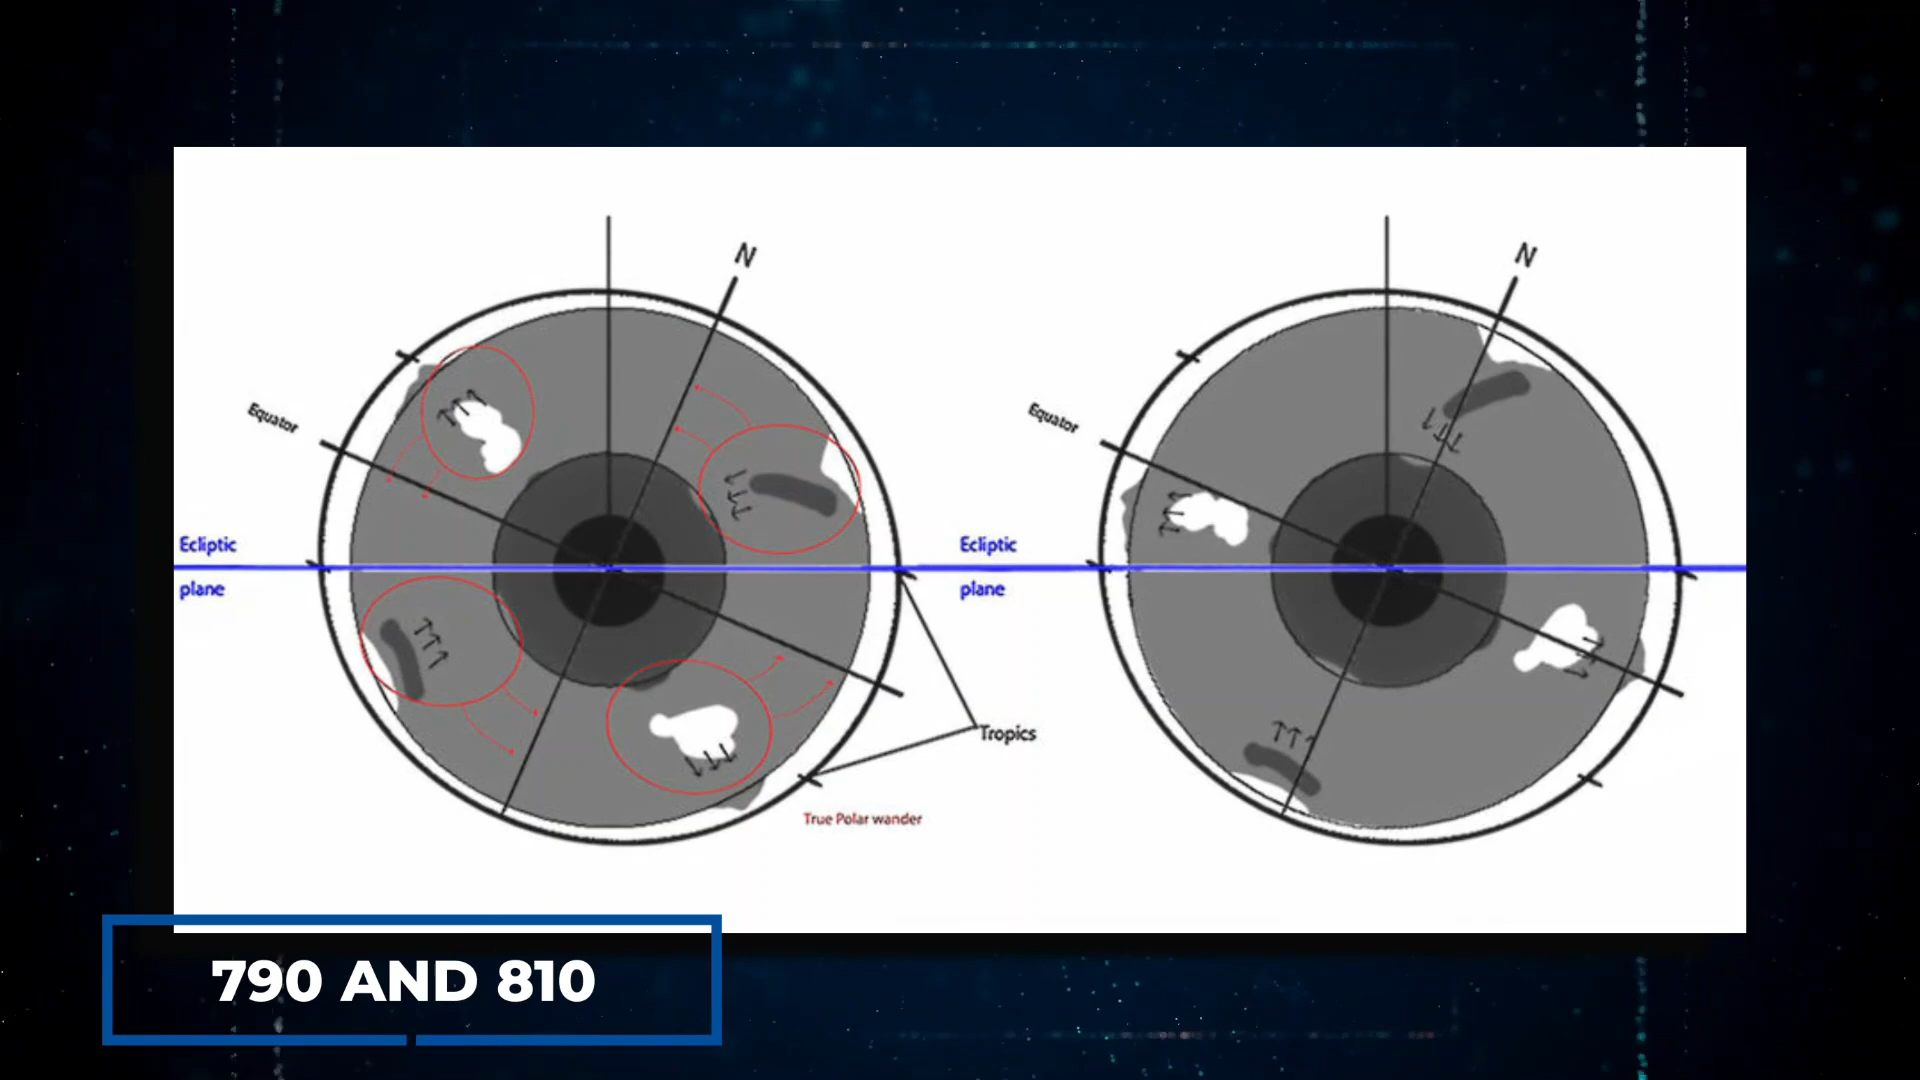 N
N
Equator
Equator
Ecliptic
plane
Ecliptic
plane
Tropics
True Polar wander
790 AND 810